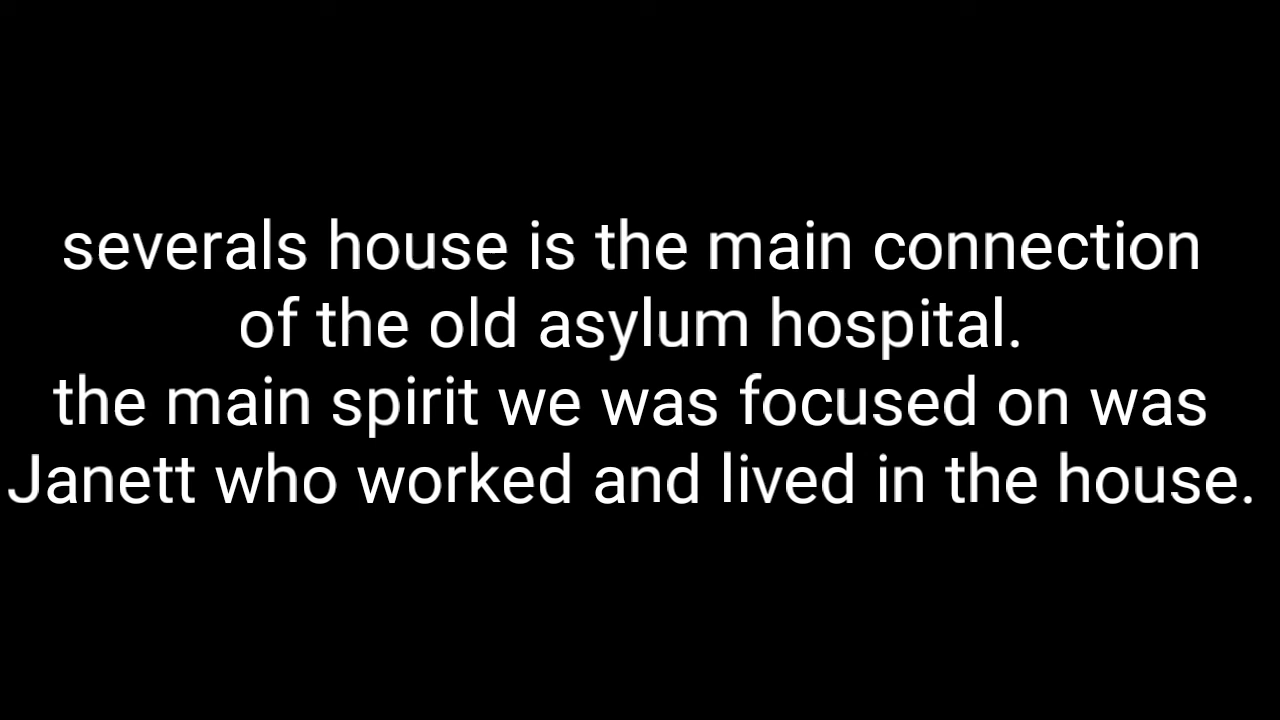 severals house is the main connection
of the old asylum hospital.
the main spirit we was focused on was
Janett who worked and lived in the house.